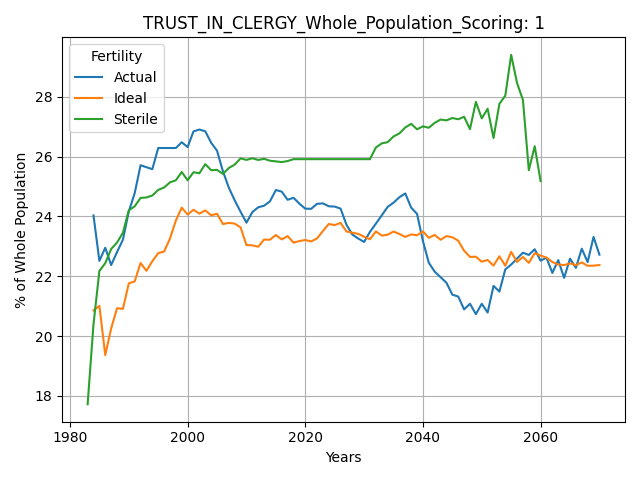 TRUST_IN_CLERGY_Whole_Population_Scoring: 1
Fertility
Actual
Ideal
Sterile
% of Whole Population
28
26
24
22
20
18
1980 2000 2020 2040 2060
Years